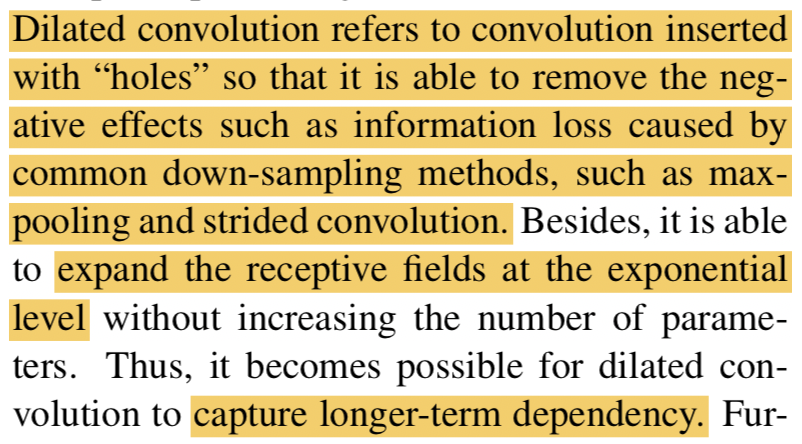 Dilated convolution refers to convolution inserted
with “holes” so that it is able to remove the neg-
ative effects such as information loss caused by
common down-sampling methods, such as max-
pooling and strided convolution. Besides, it is able
to expand the receptive fields at the exponential
level without increasing the number of parame-
ters. Thus, it becomes possible for dilated con-
volution to capture longer-term dependency. Fur-